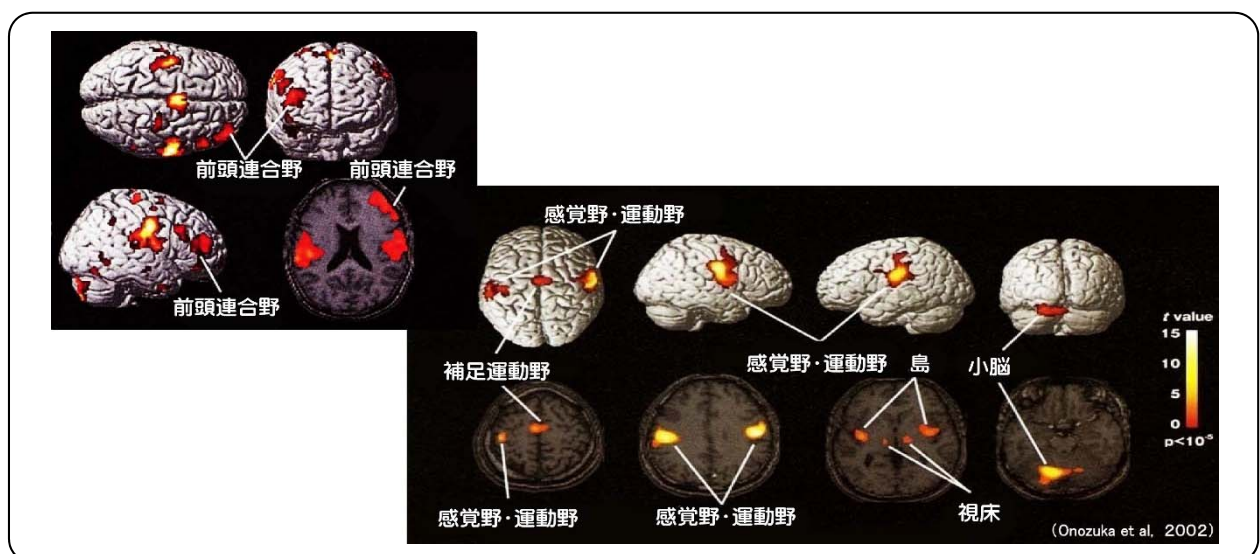 前頭連合野
前頭連合野
前頭連合野
感覚野・運動野
補足運動野
感覚野・運動野
島
小脳
t value
15
10
5
0
p<10⁻⁵
感覚野・運動野
感覚野・運動野
視床
(Onozuka et al, 2002)